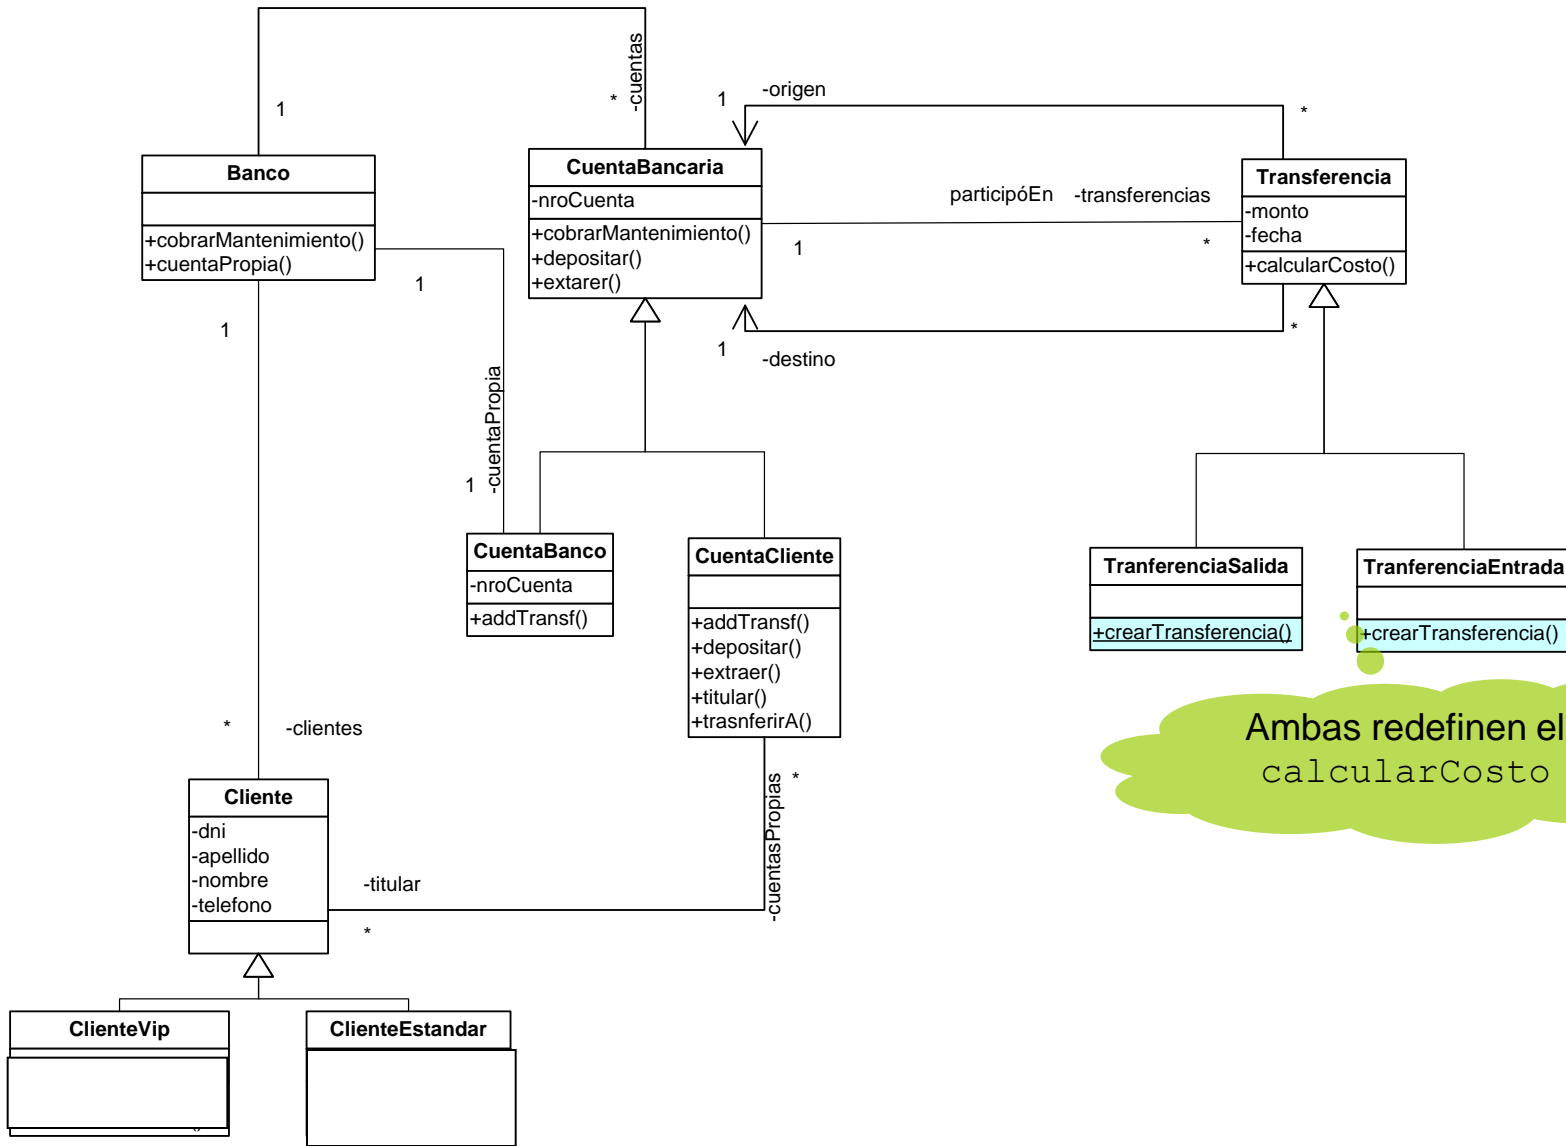 -cuentas
*
1
1
-origen
*
Banco
+cobrarMantenimiento()
+cuentaPropia()
CuentaBancaria
-nroCuenta
+cobrarMantenimiento()
+depositar()
+extarer()
participóEn
-transferencias
1
*
Transferencia
-monto
-fecha
+calcularCosto()
1
1
1
-destino
*
-cuentaPropia
1
CuentaBanco
-nroCuenta
+addTransf()
CuentaCliente
+addTransf()
+depositar()
+extraer()
+titular()
+trasnferirA()
TranferenciaSalida
+crearTransferencia()
TranferenciaEntrada
+crearTransferencia()
Ambas redefinen el
calcularCosto
*
-clientes
*
-cuentasPropias
Cliente
-dni
-apellido
-nombre
-telefono
-titular
*
ClienteVip
ClienteEstandar